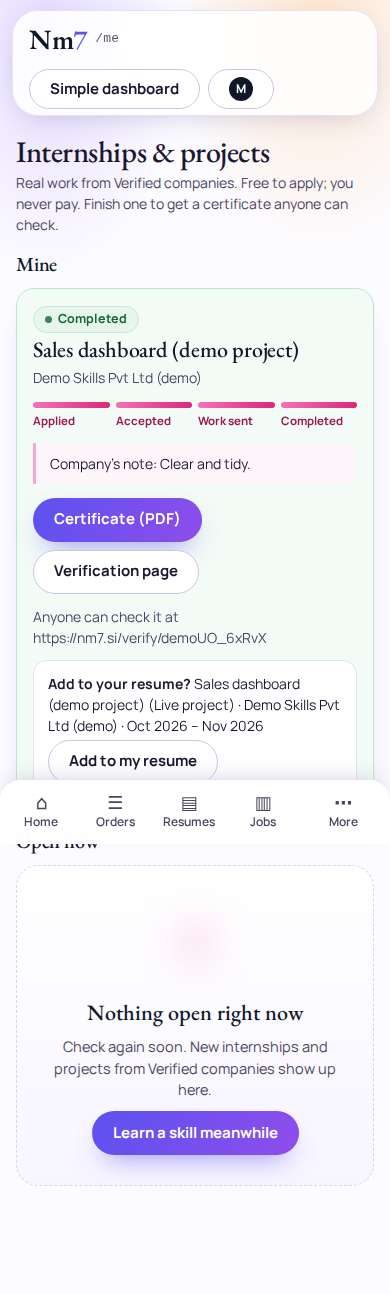 Nm7 /me
Simple dashboard
M
Internships & projects
Real work from Verified companies. Free to apply; you
never pay. Finish one to get a certificate anyone can
check.
Mine
Completed
Sales dashboard (demo project)
Demo Skills Pvt Ltd (demo)
Applied Accepted Work sent Completed
Company's note: Clear and tidy.
Certificate (PDF)
Verification page
Anyone can check it at
https://nm7.si/verify/demoUO_6xRvX
Add to your resume? Sales dashboard
(demo project) (Live project) · Demo Skills Pvt
Ltd (demo) · Oct 2026 – Nov 2026
Add to my resume
Home Orders Resumes Jobs More
Open now
Nothing open right now
Check again soon. New internships and
projects from Verified companies show up
here.
Learn a skill meanwhile